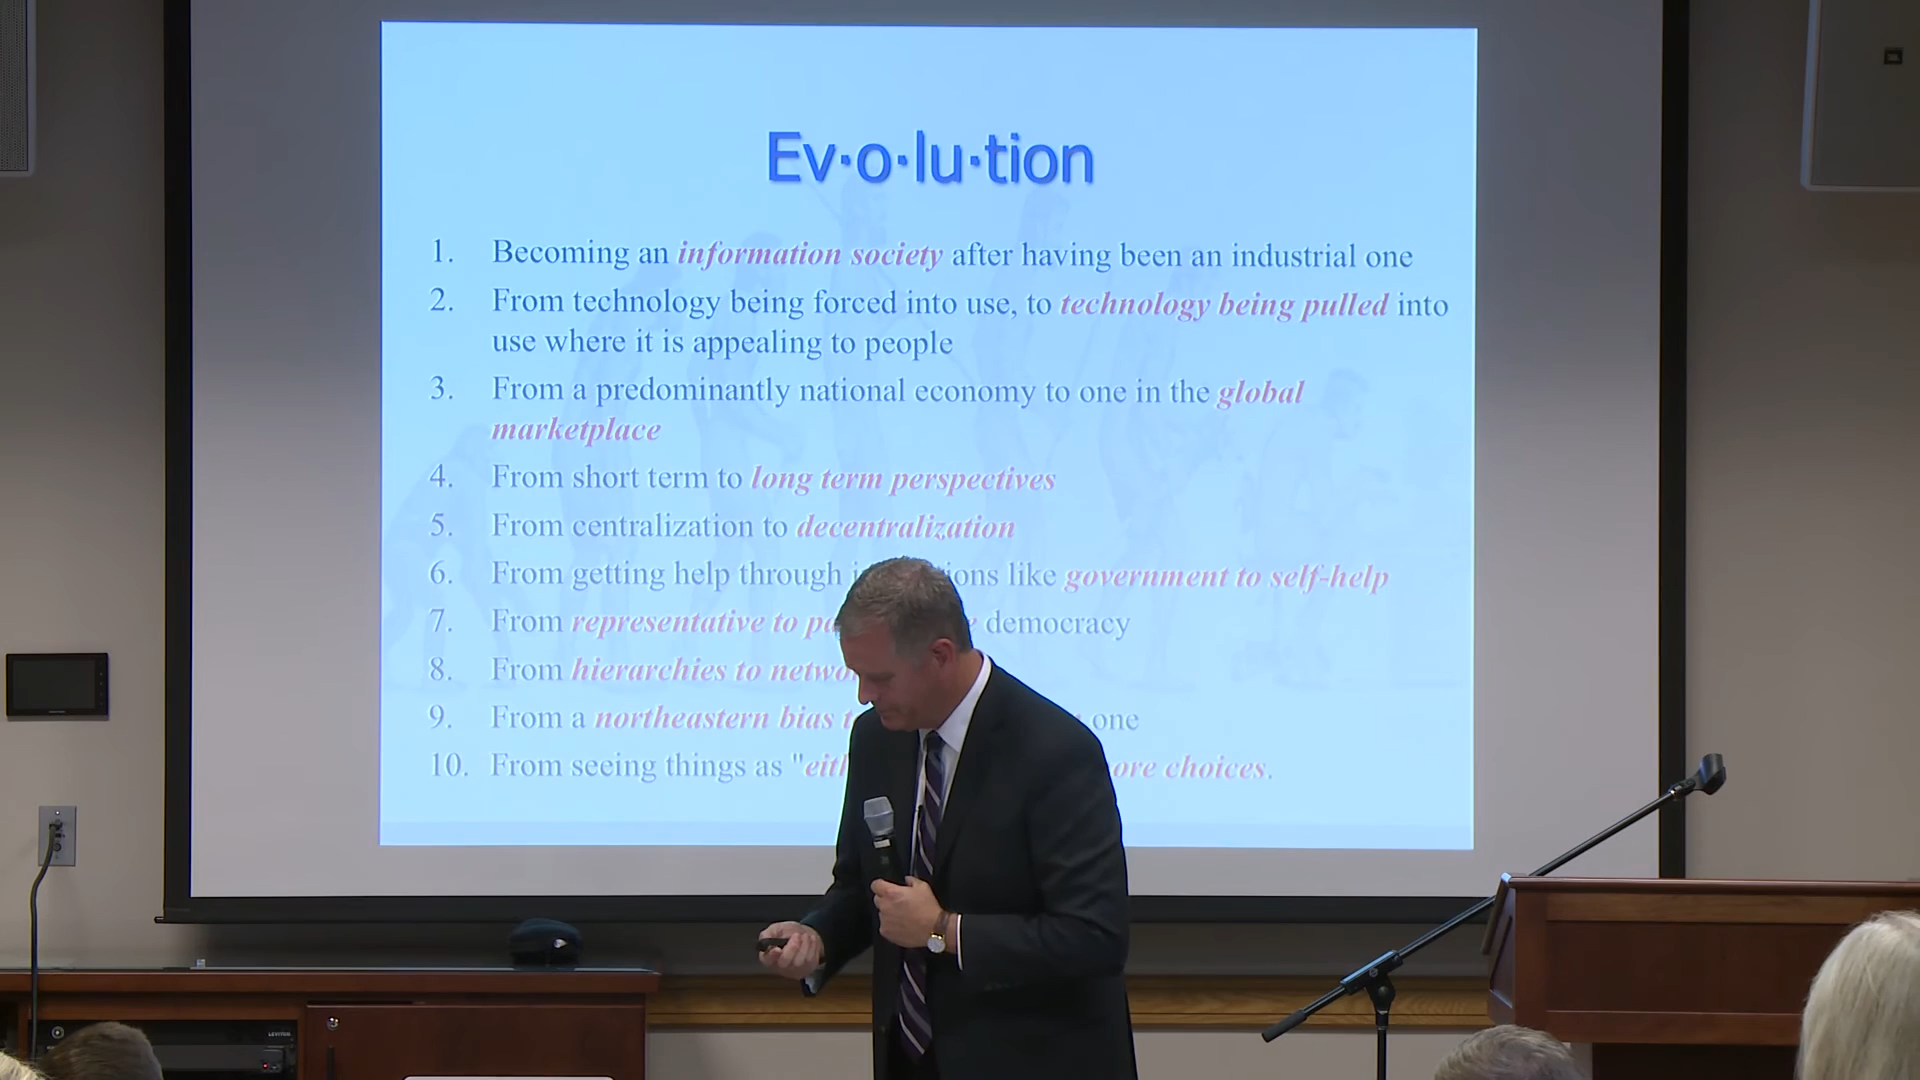 Ev·o·lu·tion
1. Becoming an information society after having been an industrial one
2. From technology being forced into use, to technology being pulled into
use where it is appealing to people
3. From a predominantly national economy to one in the global
marketplace
4. From short term to long term perspectives
5. From centralization to decentralization
6. From getting help through like government to self-help
7. From representative to democracy
8. From hierarchies to
9. From a northeastern bias one
10. From seeing things as " choices.